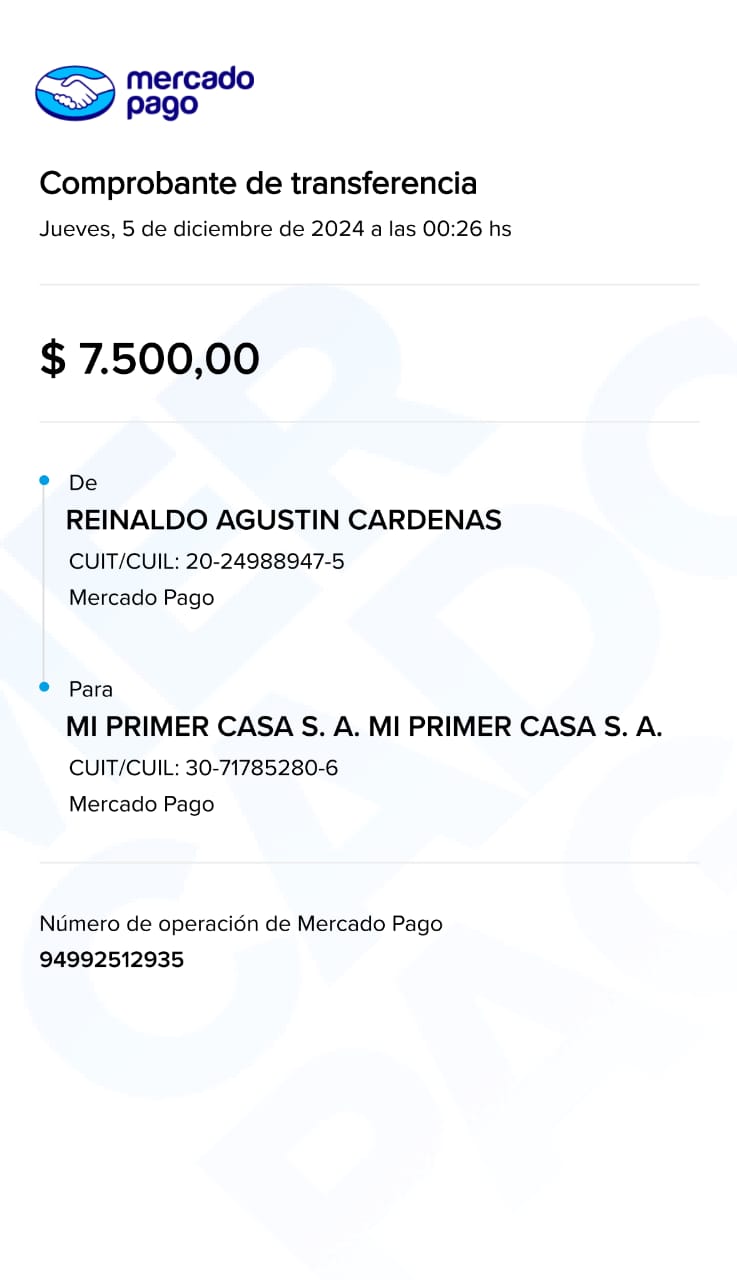 mercado
pago
Comprobante de transferencia
Jueves, 5 de diciembre de 2024 a las 00:26 hs
$ 7.500,00
De
REINALDO AGUSTIN CARDENAS
CUIT/CUIL: 20-24988947-5
Mercado Pago
Para
MI PRIMER CASA S. A. MI PRIMER CASA S. A.
CUIT/CUIL: 30-71785280-6
Mercado Pago
Número de operación de Mercado Pago
94992512935